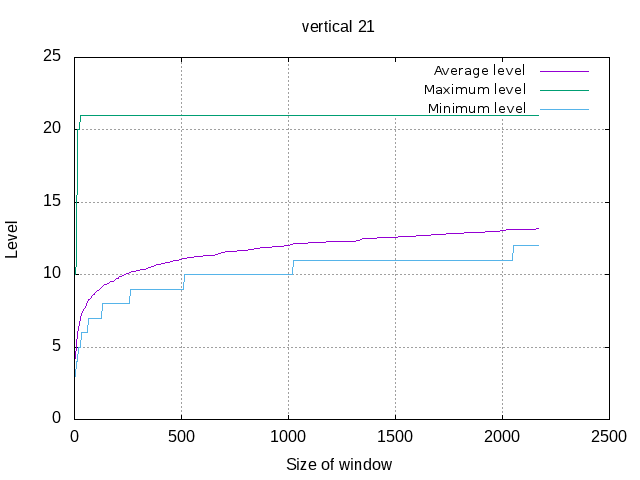 vertical 21
25
20
15
10
5
0
Level
Average level
Maximum level
Minimum level
0 500 1000 1500 2000 2500
Size of window